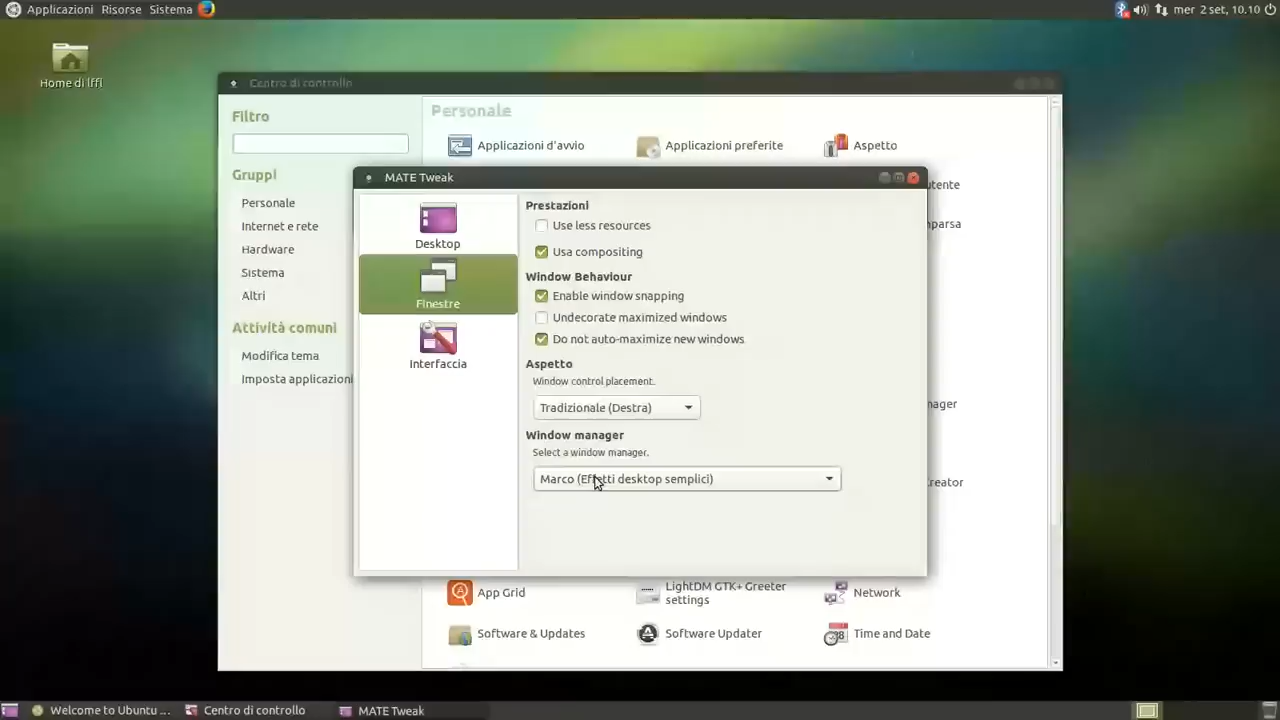 Applicazioni Risorse Sistema
mer 2 set, 10.10
Home di lffl
Centro di controllo
Filtro
Gruppi
Personale
Internet e rete
Hardware
Sistema
Altri
Attività comuni
Modifica tema
Imposta applicazioni
Personale
Applicazioni d'avvio
Applicazioni preferite
Aspetto
utente
mparsa
nager
reator
MATE Tweak
Desktop
Finestre
Interfaccia
Prestazioni
Use less resources
Usa compositing
Window Behaviour
Enable window snapping
Undecorate maximized windows
Do not auto-maximize new windows
Aspetto
Window control placement.
Tradizionale (Destra)
Window manager
Select a window manager.
Marco (Effetti desktop semplici)
App Grid
LightDM GTK+ Greeter
settings
Network
Software & Updates
Software Updater
Time and Date
Welcome to Ubuntu ...
Centro di controllo
MATE Tweak